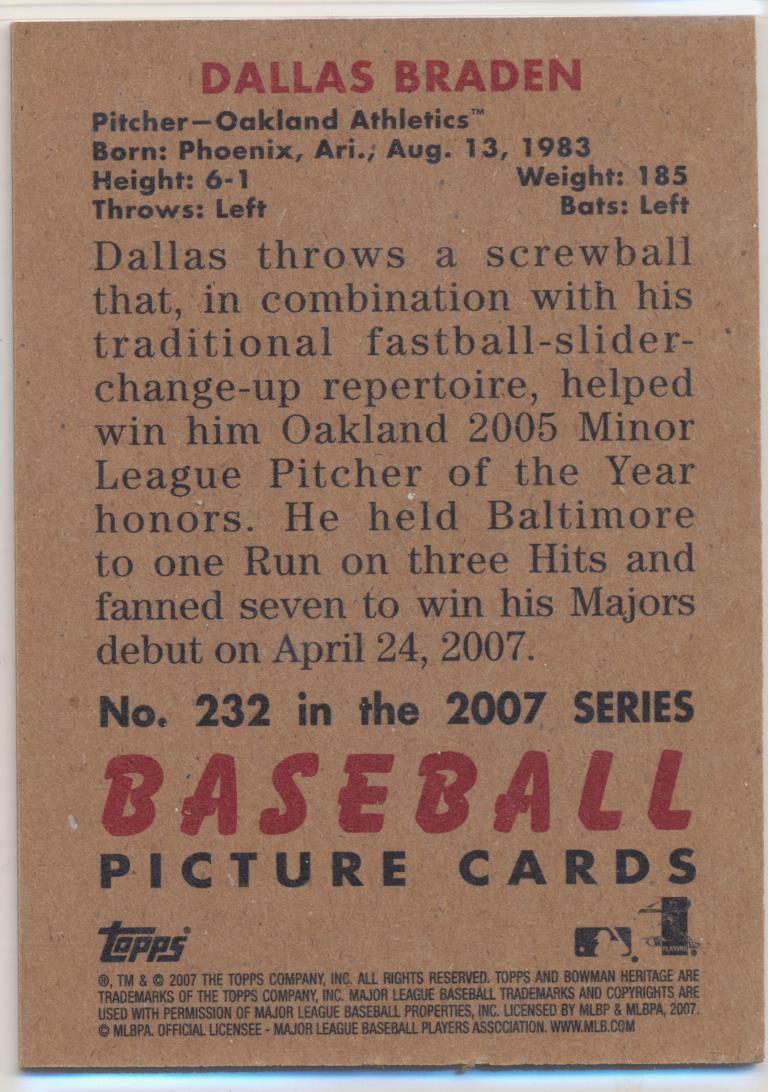 DALLAS BRADEN
Pitcher—Oakland Athletics™
Born: Phoenix, Ari.; Aug. 13, 1983
Height: 6-1 Weight: 185
Throws: Left Bats: Left
Dallas throws a screwball
that, in combination with his
traditional fastball-slider-
change-up repertoire, helped
win him Oakland 2005 Minor
League Pitcher of the Year
honors. He held Baltimore
to one Run on three Hits and
fanned seven to win his Majors
debut on April 24, 2007.
No. 232 in the 2007 SERIES
BASEBALL
PICTURE CARDS
topps
®, TM & © 2007 THE TOPPS COMPANY, INC. ALL RIGHTS RESERVED. TOPPS AND BOWMAN HERITAGE ARE
TRADEMARKS OF THE TOPPS COMPANY, INC. MAJOR LEAGUE BASEBALL TRADEMARKS AND COPYRIGHTS ARE
USED WITH PERMISSION OF MAJOR LEAGUE BASEBALL PROPERTIES, INC. LICENSED BY MLBP & MLBPA, 2007.
© MLBPA. OFFICIAL LICENSEE - MAJOR LEAGUE BASEBALL PLAYERS ASSOCIATION. WWW.MLB.COM